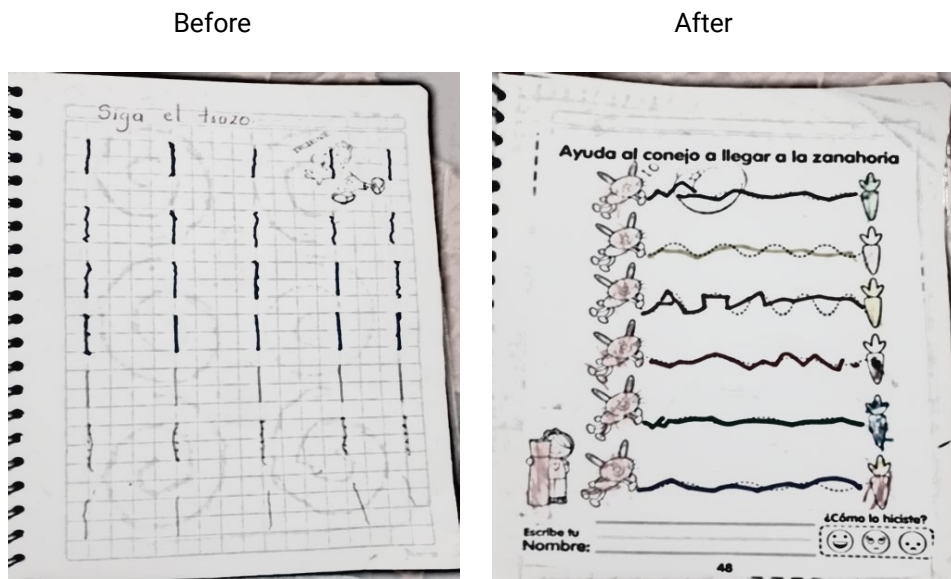 Before
After
Siga el trazo
Ayuda al conejo a llegar a la zanahoria
¿Cómo lo hiciste?
Escribe tu
Nombre:
48